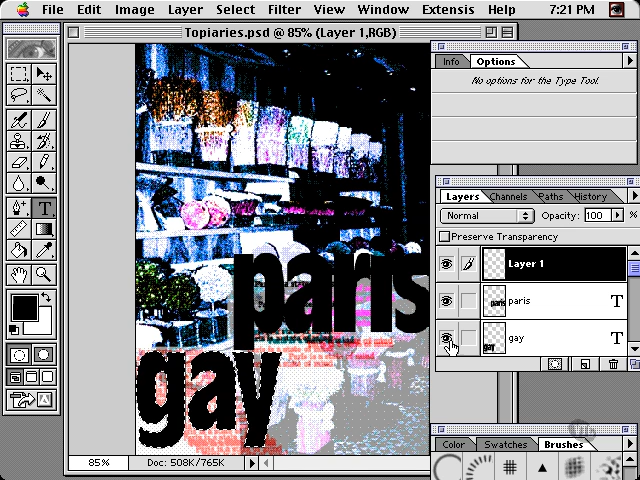 File Edit Image Layer Select Filter View Window Extensis Help 7:21 PM
Topiaries.psd @ 85% (Layer 1,RGB)
Info Options
No options for the Type Tool.
Layers Channels Paths History
Normal Opacity: 100 %
Preserve Transparency
Layer 1
paris paris T
gay gay T
paris
gay
85% Doc: 508K/765K
Color Swatches Brushes